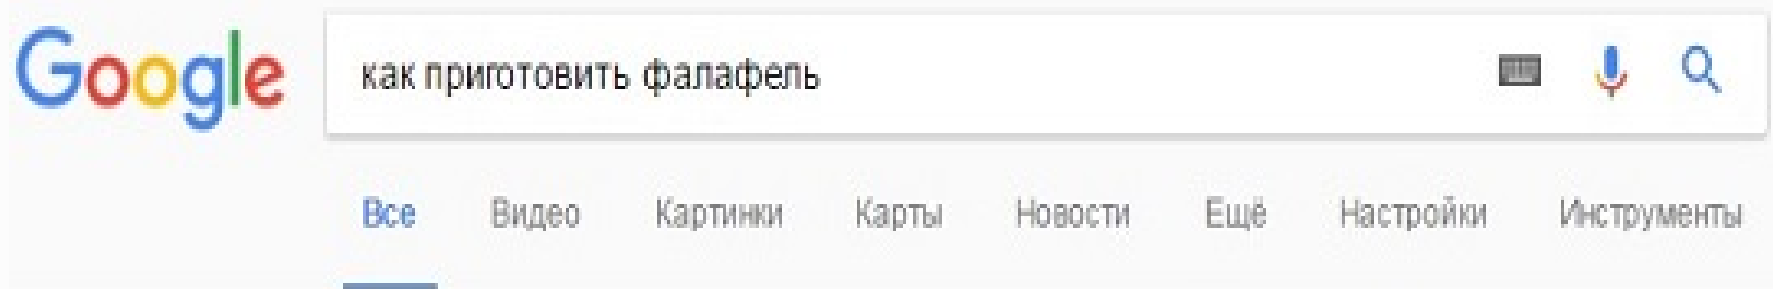 Google как приготовить фалафель
Все Видео Картинки Карты Новости Ещё Настройки Инструменты